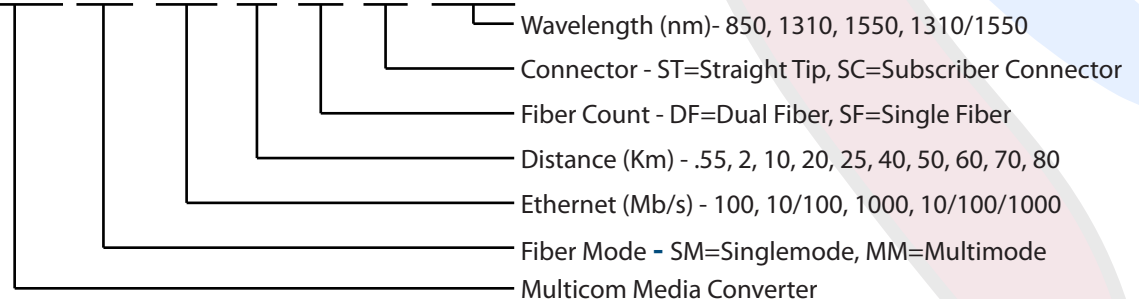 Wavelength (nm)- 850, 1310, 1550, 1310/1550
Connector - ST=Straight Tip, SC=Subscriber Connector
Fiber Count - DF=Dual Fiber, SF=Single Fiber
Distance (Km) - .55, 2, 10, 20, 25, 40, 50, 60, 70, 80
Ethernet (Mb/s) - 100, 10/100, 1000, 10/100/1000
Fiber Mode - SM=Singlemode, MM=Multimode
Multicom Media Converter